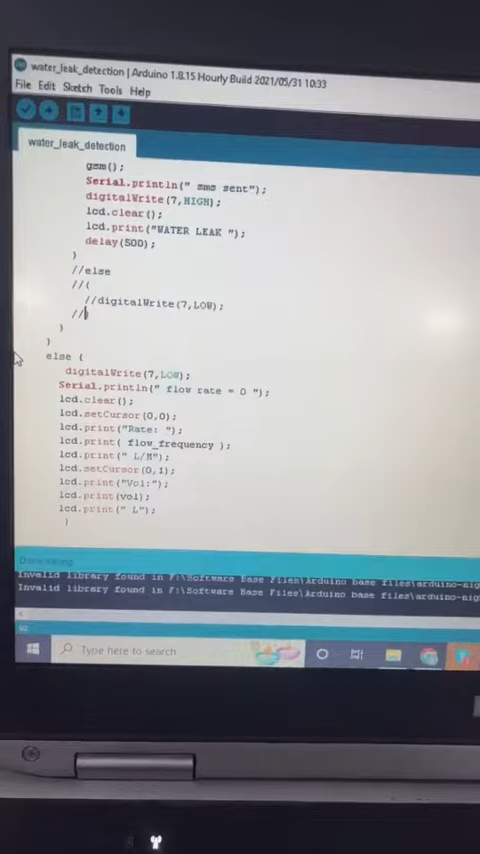 water_leak_detection | Arduino 1.8.15 Hourly Build 2021/05/31 10:33
File Edit Sketch Tools Help
water_leak_detection
gsm();
Serial.println(" sms sent");
digitalWrite(7,HIGH);
lcd.clear();
lcd.print("WATER LEAK ");
delay(500);
}
//else
//{
//digitalWrite(7,LOW);
//}
}
}
else {
digitalWrite(7,LOW);
Serial.println(" flow rate = 0 ");
lcd.clear();
lcd.setCursor(0,0);
lcd.print("Rate: ");
lcd.print( flow_frequency );
lcd.print(" L/M");
lcd.setCursor(0,1);
lcd.print("Vol:");
lcd.print(vol);
lcd.print(" L");
}
Done Saving
Invalid library found in F:\Software Base Files\Arduino base files\arduino-nig
Invalid library found in F:\Software Base Files\Arduino base files\arduino-nig
Type here to search